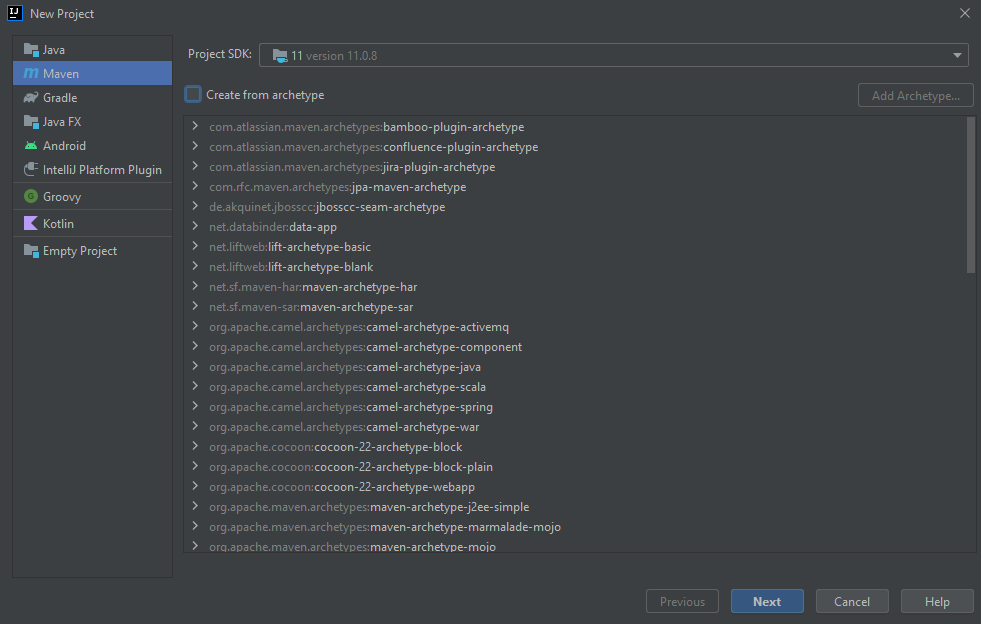 IJ New Project
Java
Maven
Gradle
Java FX
Android
IntelliJ Platform Plugin
G Groovy
Kotlin
Empty Project
Project SDK: 11 version 11.0.8
Create from archetype
Add Archetype...
com.atlassian.maven.archetypes:bamboo-plugin-archetype
com.atlassian.maven.archetypes:confluence-plugin-archetype
com.atlassian.maven.archetypes:jira-plugin-archetype
com.rfc.maven.archetypes:jpa-maven-archetype
de.akquinet.jbosscc:jbosscc-seam-archetype
net.databinder:data-app
net.liftweb:lift-archetype-basic
net.liftweb:lift-archetype-blank
net.sf.maven-har:maven-archetype-har
net.sf.maven-sar:maven-archetype-sar
org.apache.camel.archetypes:camel-archetype-activemq
org.apache.camel.archetypes:camel-archetype-component
org.apache.camel.archetypes:camel-archetype-java
org.apache.camel.archetypes:camel-archetype-scala
org.apache.camel.archetypes:camel-archetype-spring
org.apache.camel.archetypes:camel-archetype-war
org.apache.cocoon:cocoon-22-archetype-block
org.apache.cocoon:cocoon-22-archetype-block-plain
org.apache.cocoon:cocoon-22-archetype-webapp
org.apache.maven.archetypes:maven-archetype-j2ee-simple
org.apache.maven.archetypes:maven-archetype-marmalade-mojo
org.apache.maven.archetypes:maven-archetype-mojo
Previous Next Cancel Help